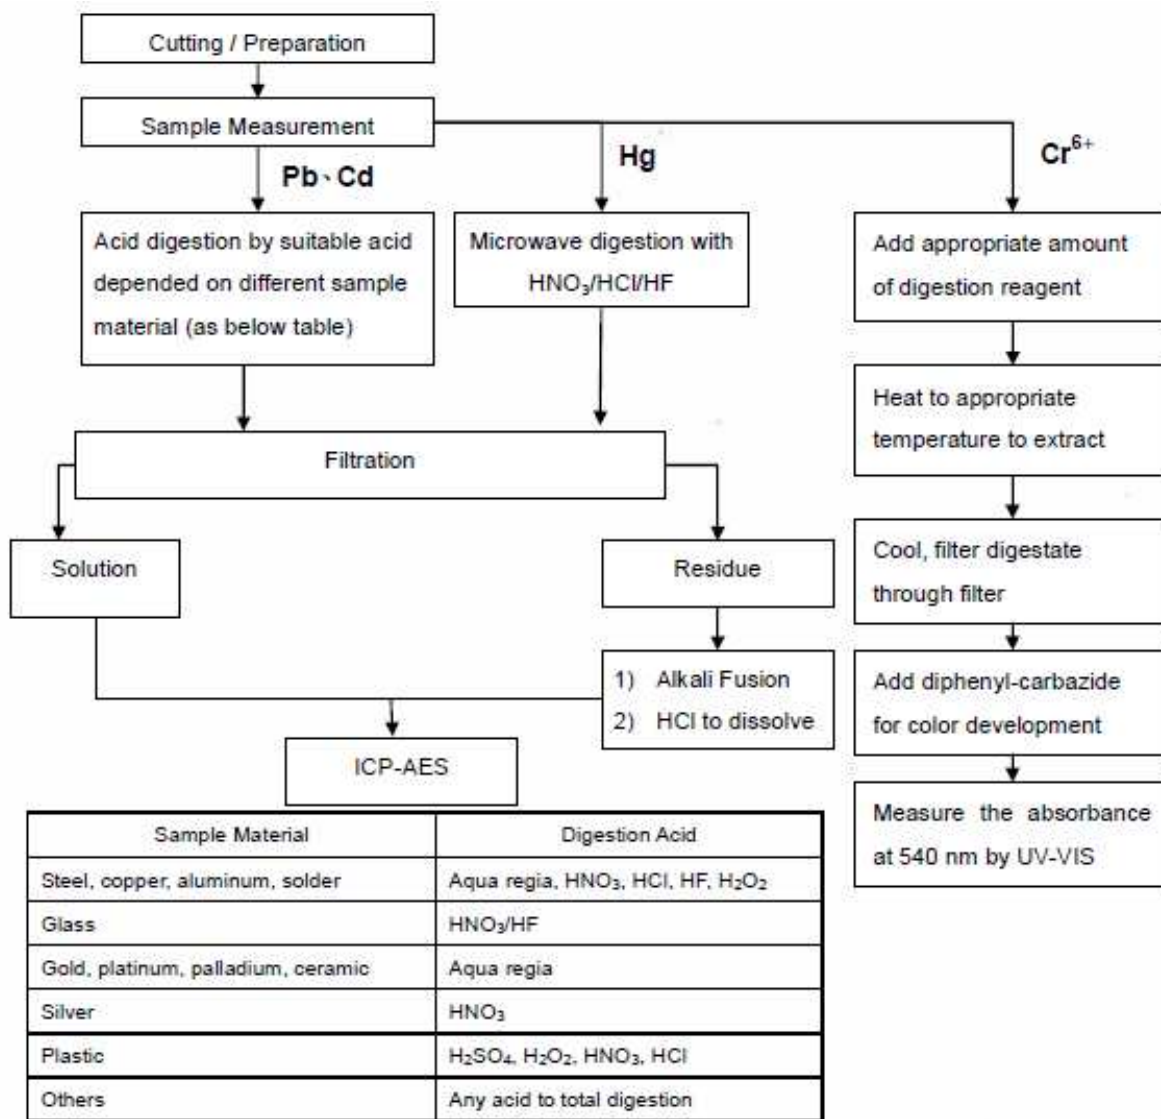 Cutting / Preparation
Sample Measurement
Pb、Cd
Hg
Cr⁶⁺
Acid digestion by suitable acid
depended on different sample
material (as below table)
Microwave digestion with
HNO₃/HCl/HF
Add appropriate amount
of digestion reagent
Heat to appropriate
temperature to extract
Filtration
Solution
Residue
Cool, filter digestate
through filter
1) Alkali Fusion
2) HCl to dissolve
Add diphenyl-carbazide
for color development
ICP-AES
Measure the absorbance
at 540 nm by UV-VIS
Sample Material Digestion Acid
Steel, copper, aluminum, solder Aqua regia, HNO₃, HCl, HF, H₂O₂
Glass HNO₃/HF
Gold, platinum, palladium, ceramic Aqua regia
Silver HNO₃
Plastic H₂SO₄, H₂O₂, HNO₃, HCl
Others Any acid to total digestion